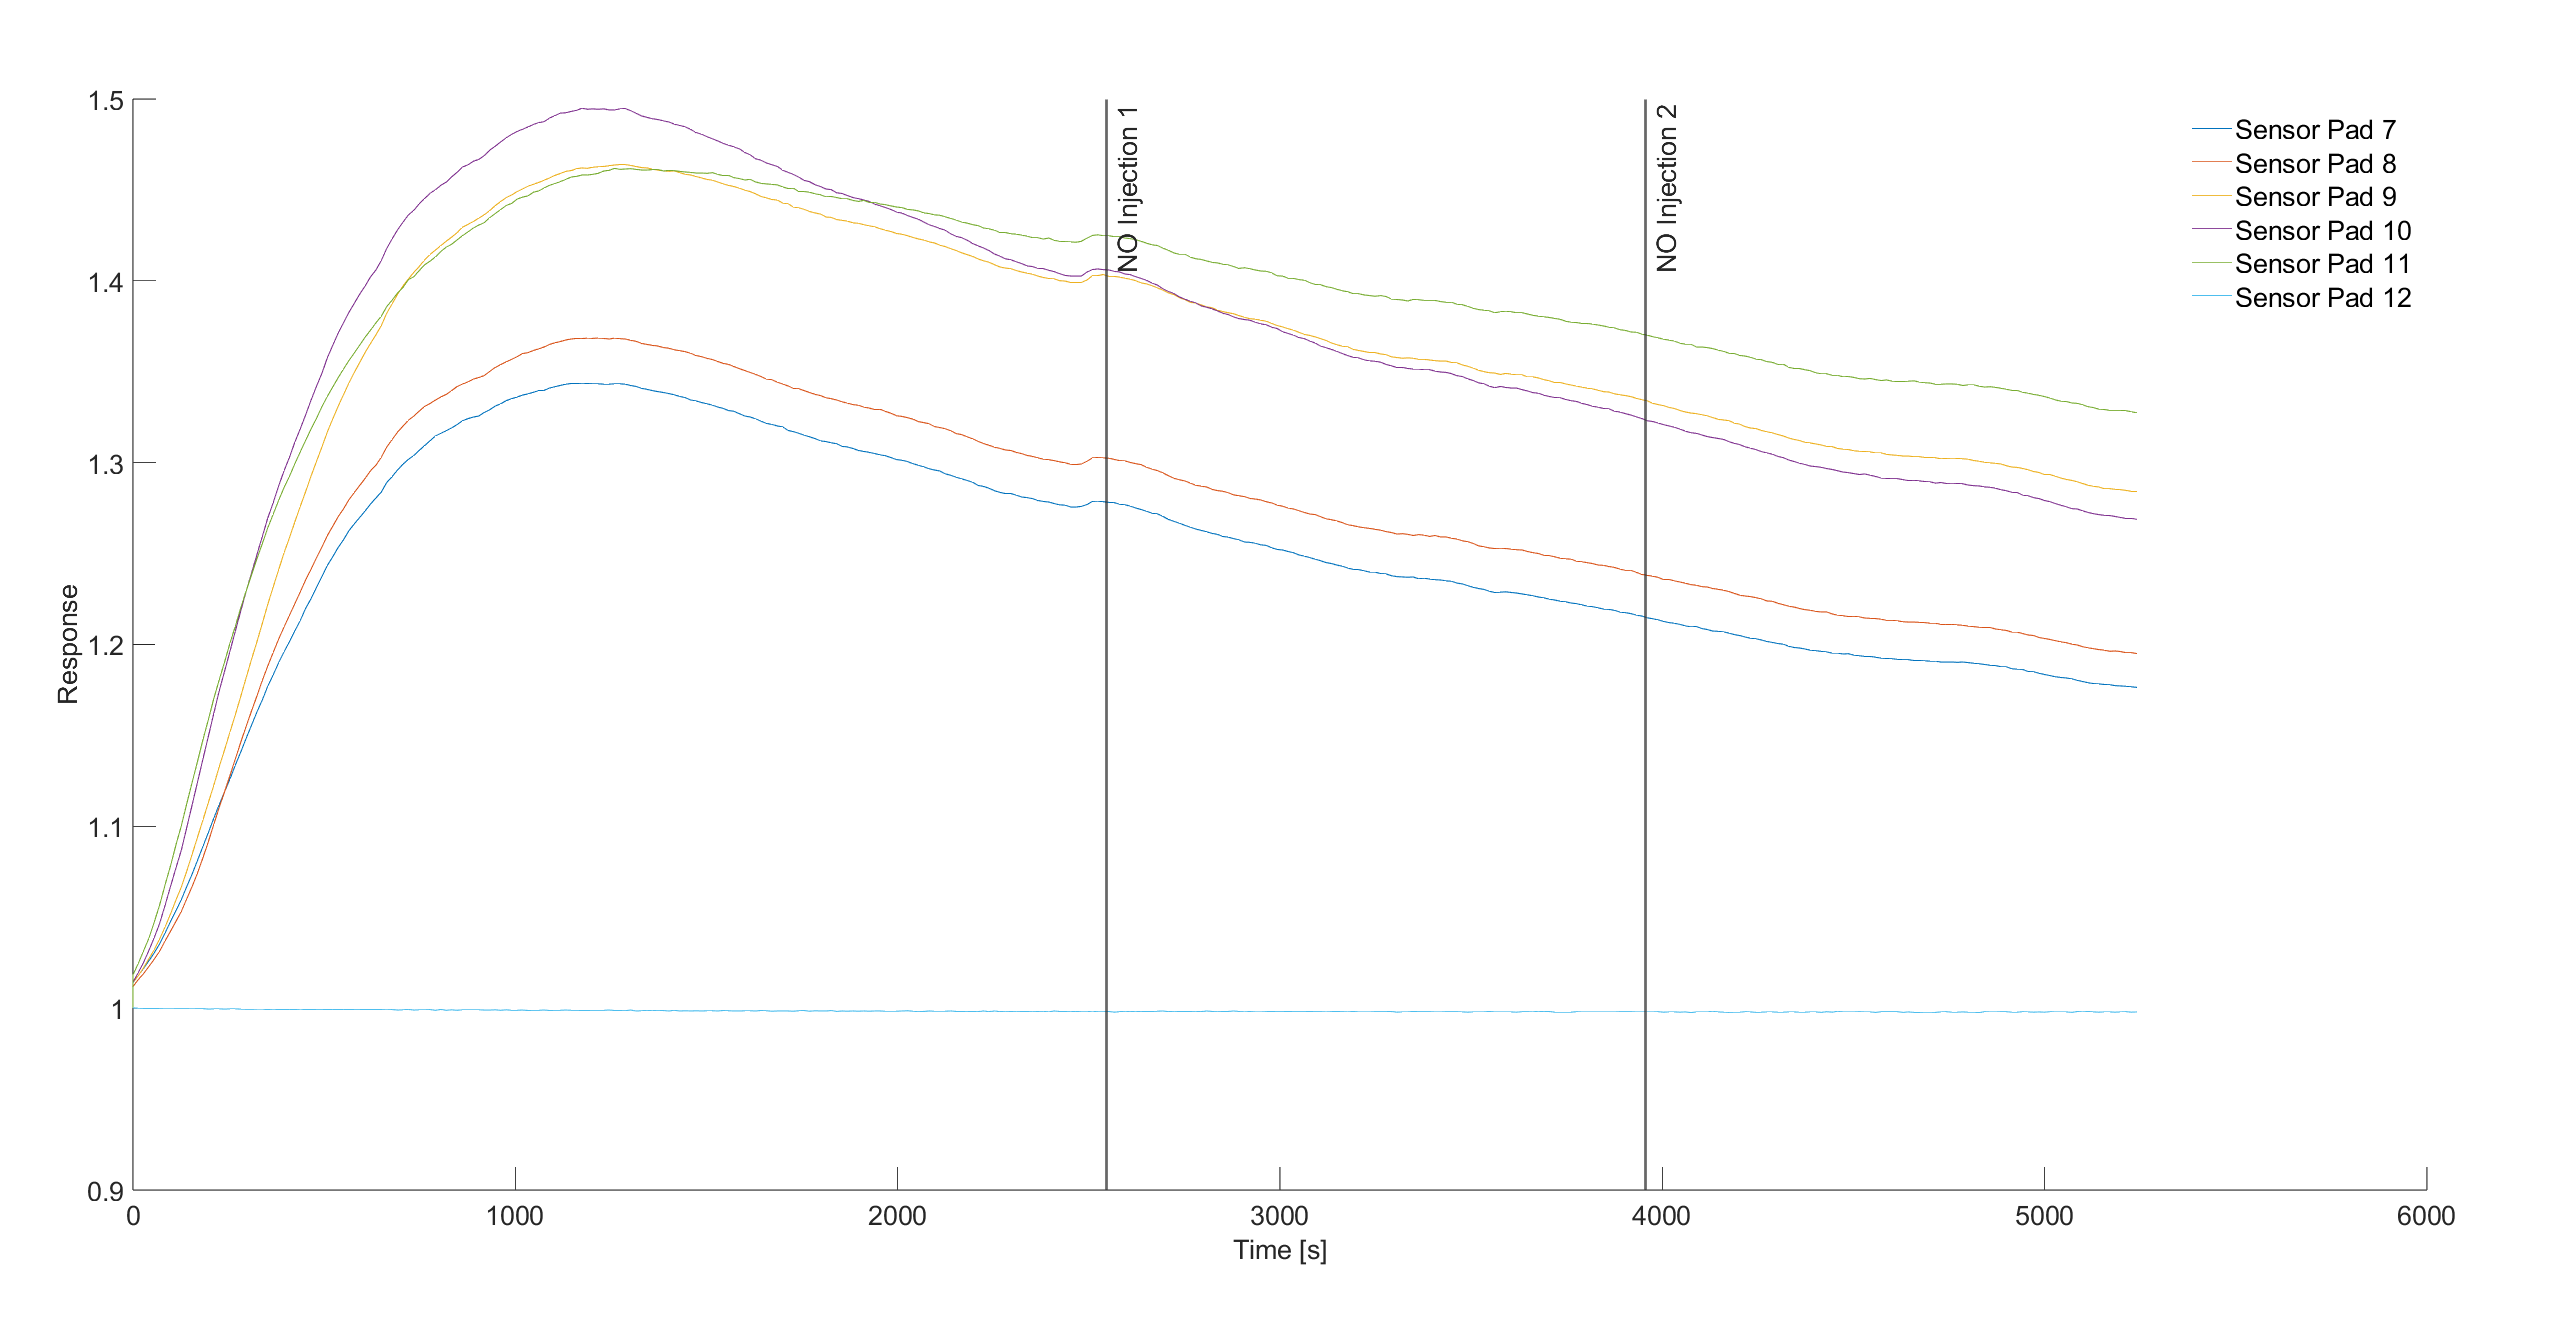 1.5
1.4
1.3
1.2
1.1
1
0.9
Response
0
1000
2000
3000
4000
5000
6000
Time [s]
NO Injection 1
NO Injection 2
Sensor Pad 7
Sensor Pad 8
Sensor Pad 9
Sensor Pad 10
Sensor Pad 11
Sensor Pad 12